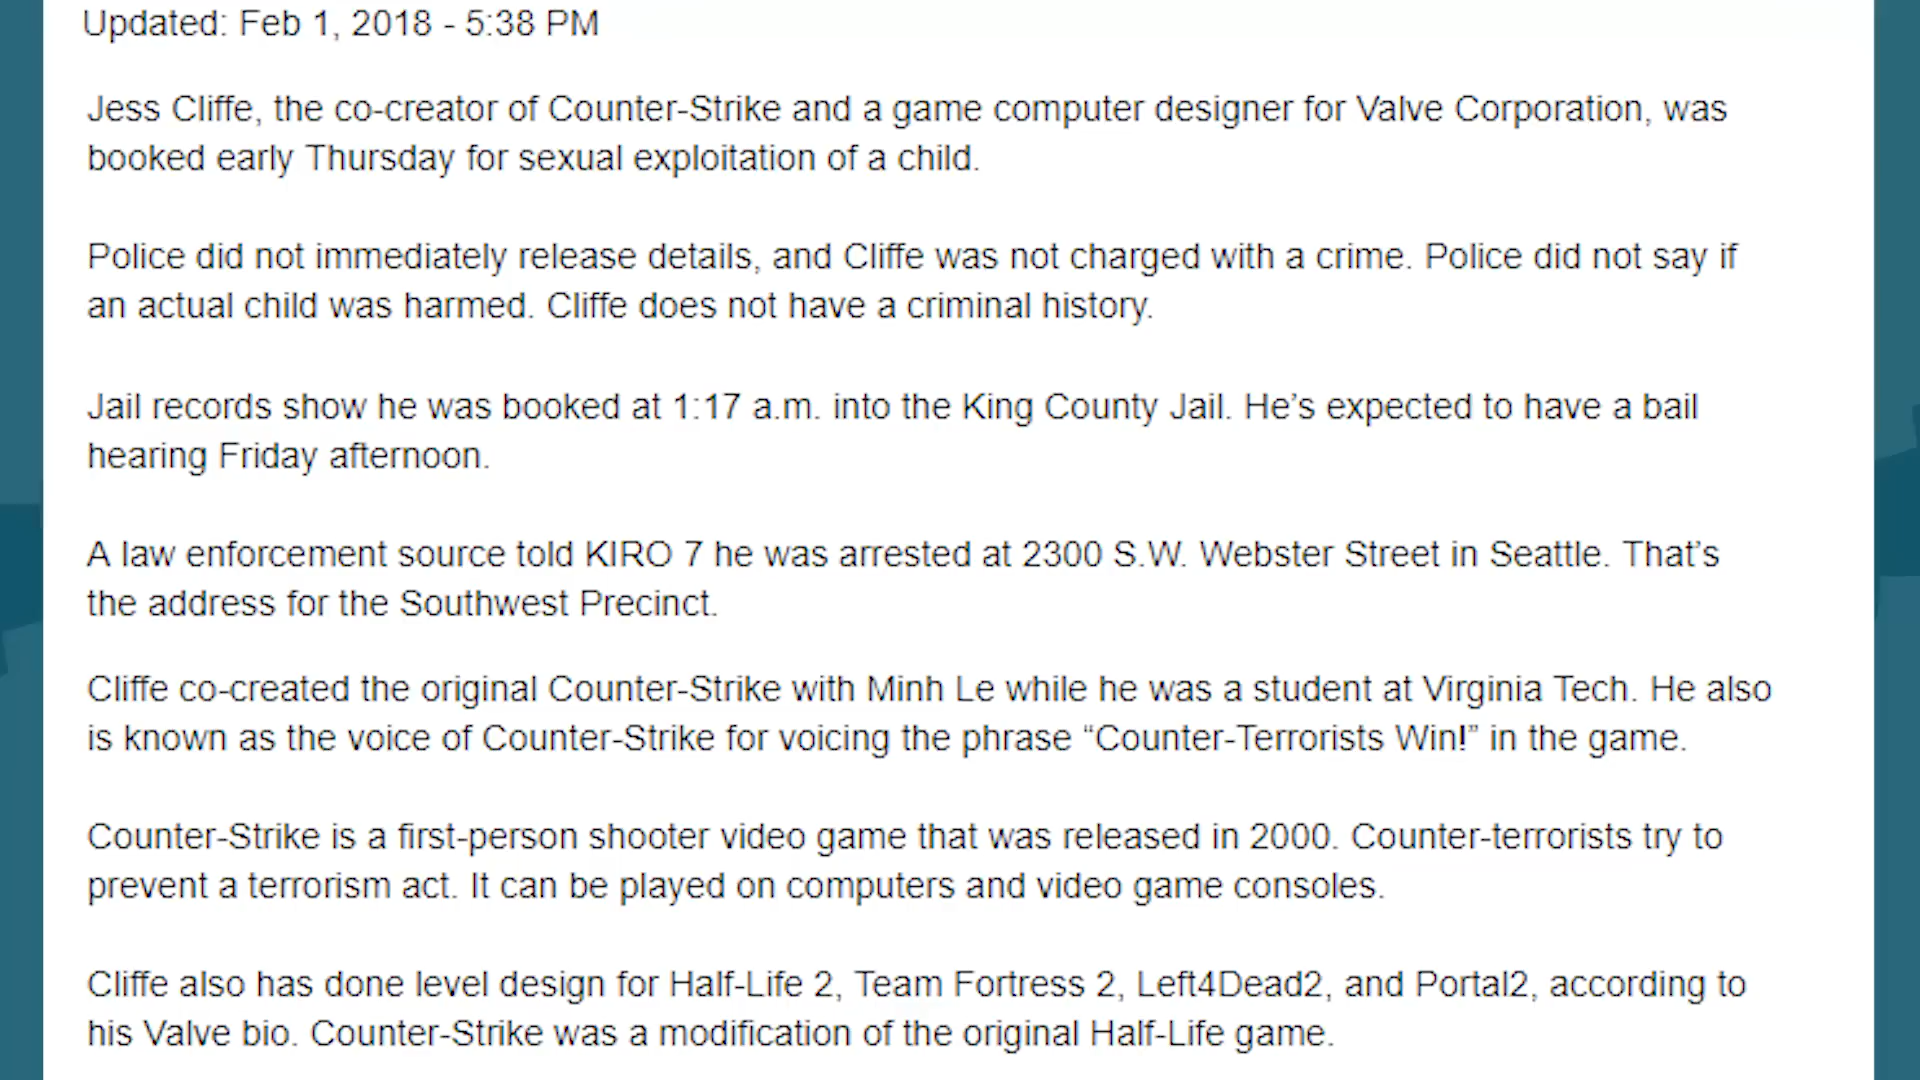 Updated: Feb 1, 2018 - 5:38 PM
Jess Cliffe, the co-creator of Counter-Strike and a game computer designer for Valve Corporation, was
booked early Thursday for sexual exploitation of a child.
Police did not immediately release details, and Cliffe was not charged with a crime. Police did not say if
an actual child was harmed. Cliffe does not have a criminal history.
Jail records show he was booked at 1:17 a.m. into the King County Jail. He’s expected to have a bail
hearing Friday afternoon.
A law enforcement source told KIRO 7 he was arrested at 2300 S.W. Webster Street in Seattle. That’s
the address for the Southwest Precinct.
Cliffe co-created the original Counter-Strike with Minh Le while he was a student at Virginia Tech. He also
is known as the voice of Counter-Strike for voicing the phrase “Counter-Terrorists Win!” in the game.
Counter-Strike is a first-person shooter video game that was released in 2000. Counter-terrorists try to
prevent a terrorism act. It can be played on computers and video game consoles.
Cliffe also has done level design for Half-Life 2, Team Fortress 2, Left4Dead2, and Portal2, according to
his Valve bio. Counter-Strike was a modification of the original Half-Life game.